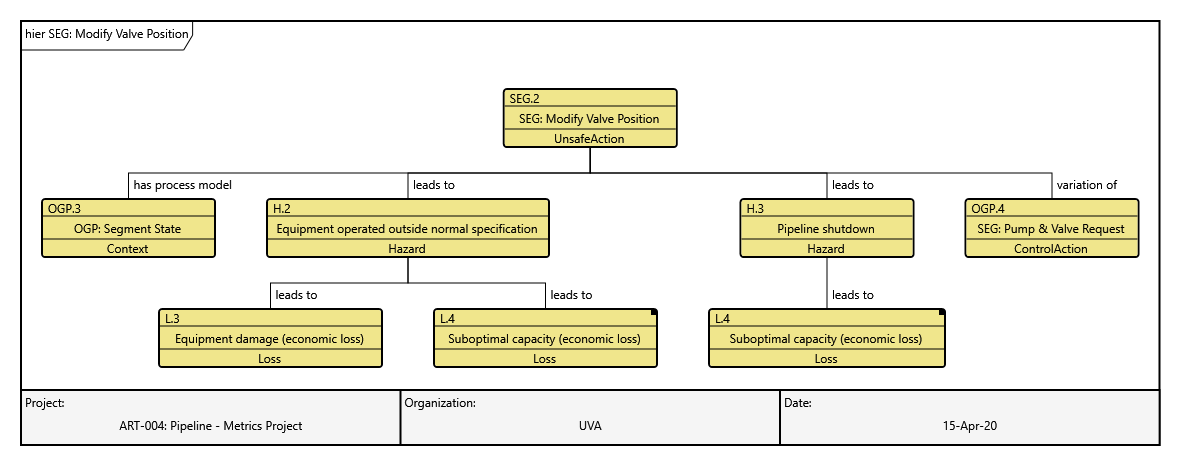 hier SEG: Modify Valve Position
SEG.2
SEG: Modify Valve Position
UnsafeAction
has process model
leads to
leads to
variation of
OGP.3
OGP: Segment State
Context
H.2
Equipment operated outside normal specification
Hazard
H.3
Pipeline shutdown
Hazard
OGP.4
SEG: Pump & Valve Request
ControlAction
leads to
leads to
leads to
L.3
Equipment damage (economic loss)
Loss
L.4
Suboptimal capacity (economic loss)
Loss
L.4
Suboptimal capacity (economic loss)
Loss
Project:
ART-004: Pipeline - Metrics Project
Organization:
UVA
Date:
15-Apr-20